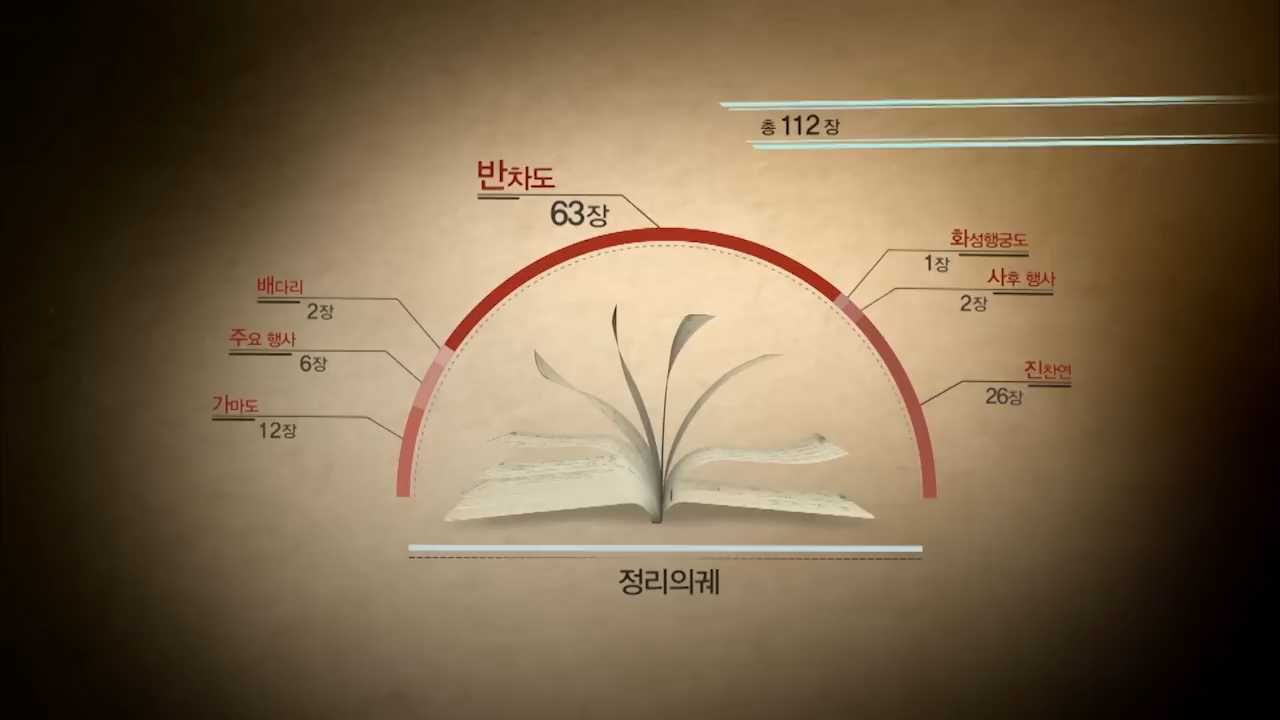 총 112 장
반차도
63장
화성행궁도
1장
사후 행사
2장
배다리
2장
주요 행사
6장
진찬연
26장
가마도
12장
정리의궤